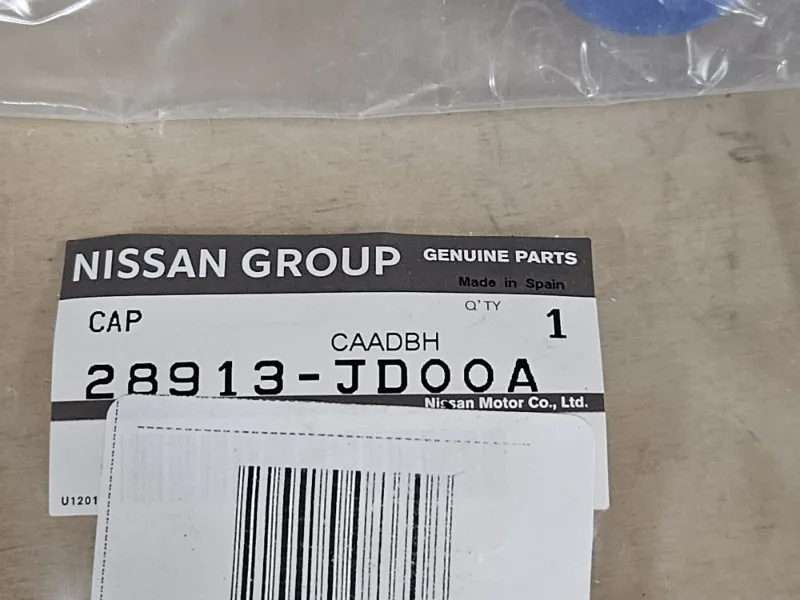 NISSAN GROUP GENUINE PARTS
Made in Spain
CAP
Q'TY 1
CAADBH
28913-JD00A
Nissan Motor Co., Ltd.
U1201